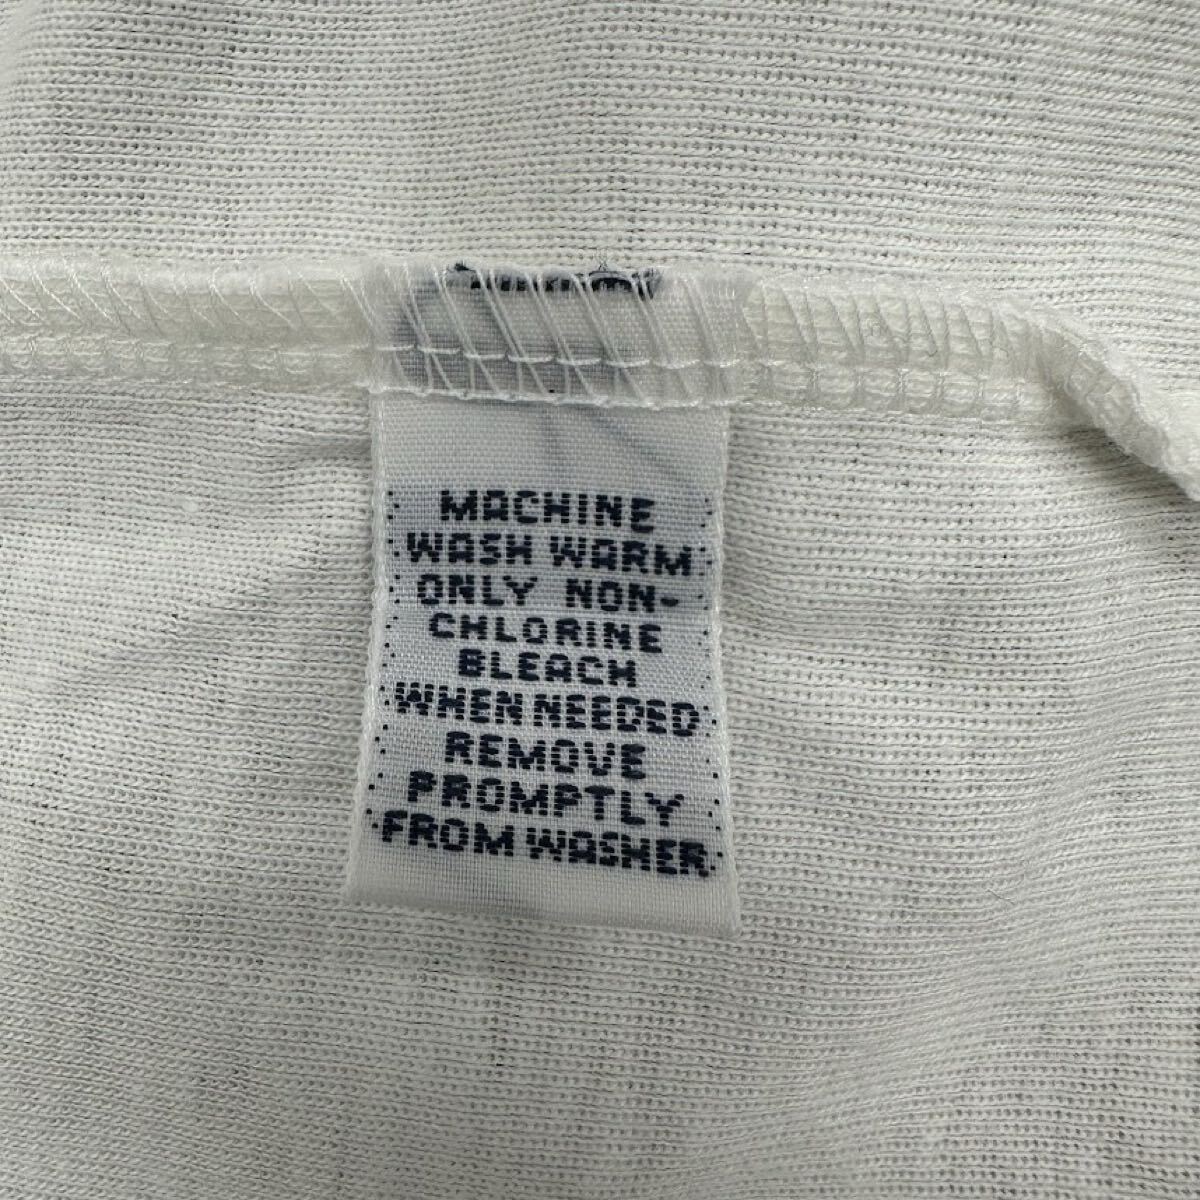 MACHINE
WASH WARM
ONLY NON-
CHLORINE
BLEACH
WHEN NEEDED
REMOVE
PROMPTLY
FROM WASHER